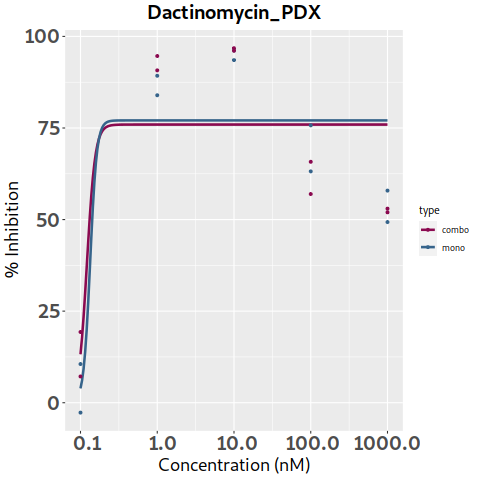 Dactinomycin_PDX
100
75
50
25
0
% Inhibition
0.1 1.0 10.0 100.0 1000.0
Concentration (nM)
type
combo
mono